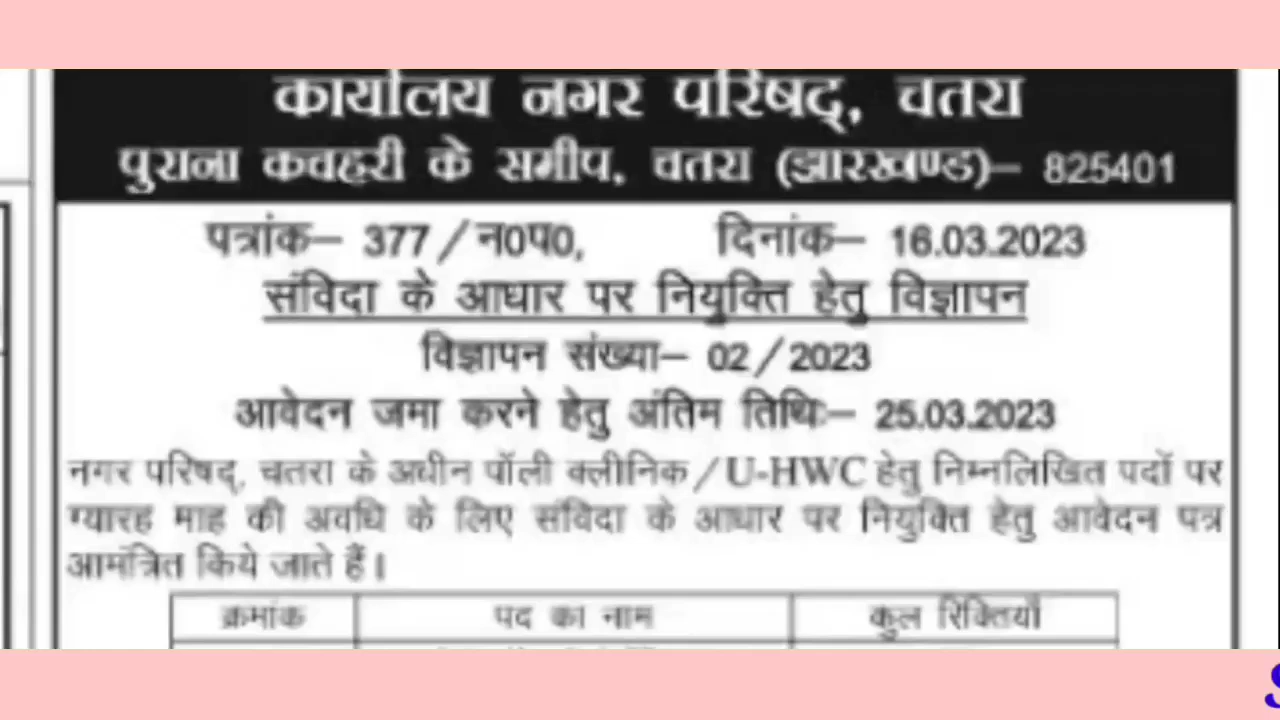 कार्यालय नगर परिषद्, चतरा
पुराना कचहरी के समीप, चतरा (झारखण्ड)– 825401
पत्रांक– 377/न0प0, दिनांक– 16.03.2023
संविदा के आधार पर नियुक्ति हेतु विज्ञापन
विज्ञापन संख्या– 02/2023
आवेदन जमा करने हेतु अंतिम तिथिः– 25.03.2023
नगर परिषद्, चतरा के अधीन पॉली क्लीनिक/U-HWC हेतु निम्नलिखित पदों पर
ग्यारह माह की अवधि के लिए संविदा के आधार पर नियुक्ति हेतु आवेदन पत्र
आमंत्रित किये जाते हैं।
क्रमांक पद का नाम कुल रिक्तियाँ